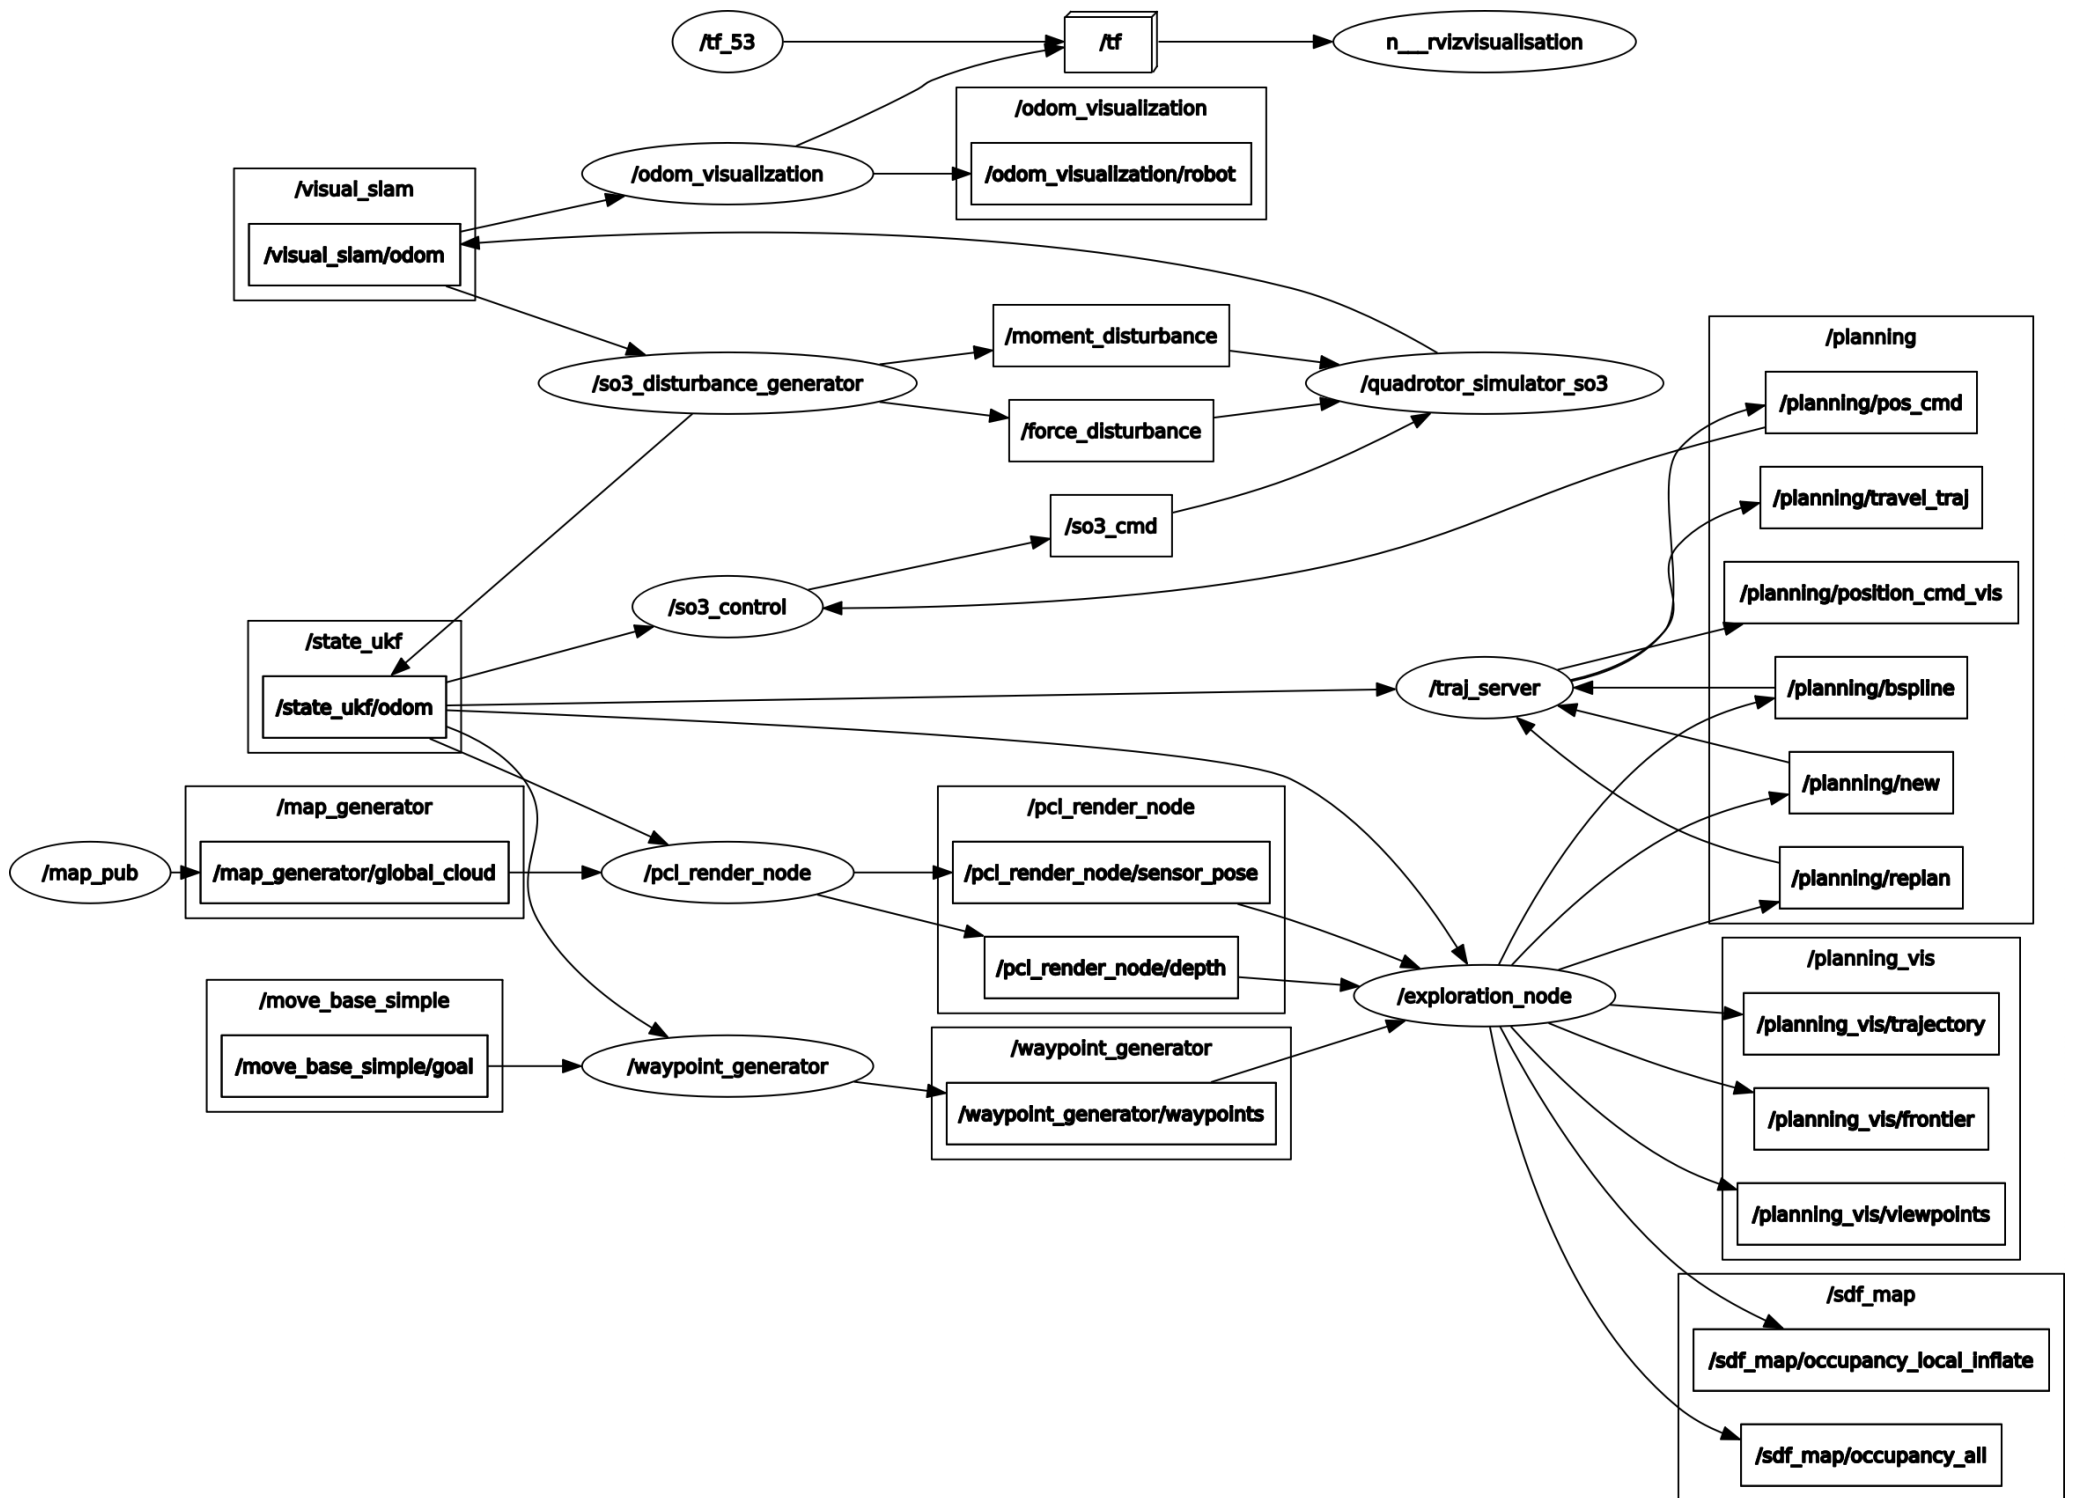 /tf_53
/tf
n___rvizvisualisation
/odom_visualization
/odom_visualization
/odom_visualization/robot
/visual_slam
/visual_slam/odom
/so3_disturbance_generator
/moment_disturbance
/force_disturbance
/quadrotor_simulator_so3
/so3_cmd
/so3_control
/state_ukf
/state_ukf/odom
/traj_server
/planning
/planning/pos_cmd
/planning/travel_traj
/planning/position_cmd_vis
/planning/bspline
/planning/new
/planning/replan
/map_pub
/map_generator
/map_generator/global_cloud
/pcl_render_node
/pcl_render_node
/pcl_render_node/sensor_pose
/pcl_render_node/depth
/exploration_node
/move_base_simple
/move_base_simple/goal
/waypoint_generator
/waypoint_generator
/waypoint_generator/waypoints
/planning_vis
/planning_vis/trajectory
/planning_vis/frontier
/planning_vis/viewpoints
/sdf_map
/sdf_map/occupancy_local_inflate
/sdf_map/occupancy_all